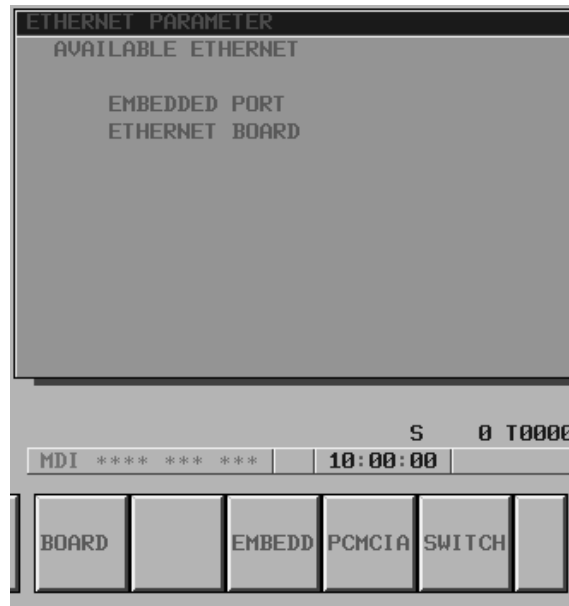 ETHERNET PARAMETER
AVAILABLE ETHERNET
EMBEDDED PORT
ETHERNET BOARD
S 0 T0000
MDI **** *** *** 10:00:00
BOARD EMBEDD PCMCIA SWITCH